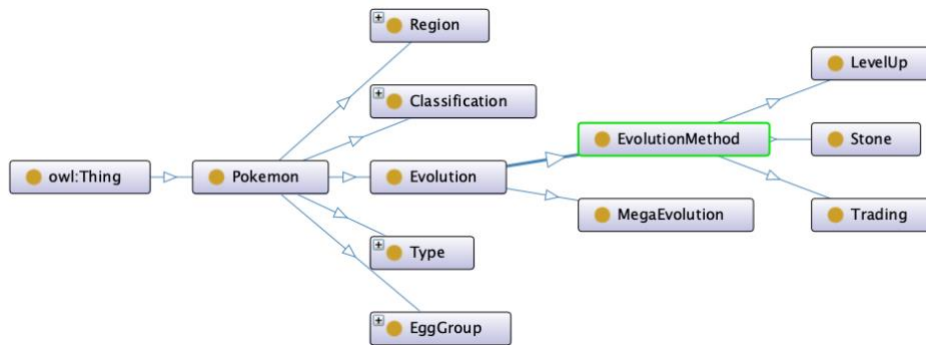 Region
LevelUp
Classification
EvolutionMethod
Stone
owl:Thing
Pokemon
Evolution
MegaEvolution
Trading
Type
EggGroup